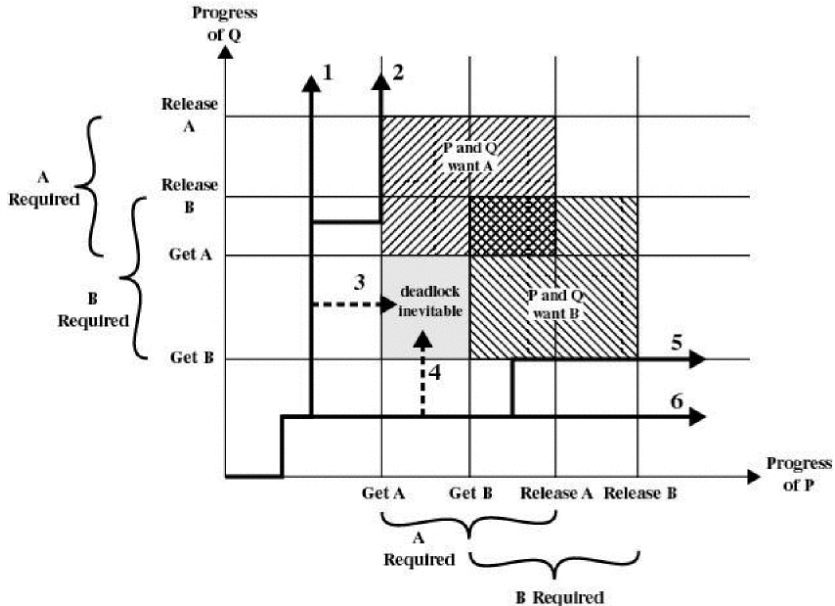 Progress
of Q
1
2
Release
A
P and Q
want A
A
Required
Release
B
Get A
3
deadlock
inevitable
P and Q
want B
B
Required
Get B
4
5
6
Progress
of P
Get A
Get B
Release A
Release B
A
Required
B Required